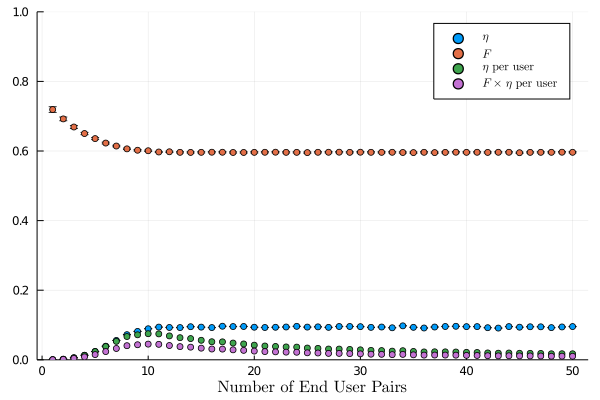 1.0
0.8
0.6
0.4
0.2
0.0
0 10 20 30 40 50
Number of End User Pairs
η
F
η per user
F × η per user